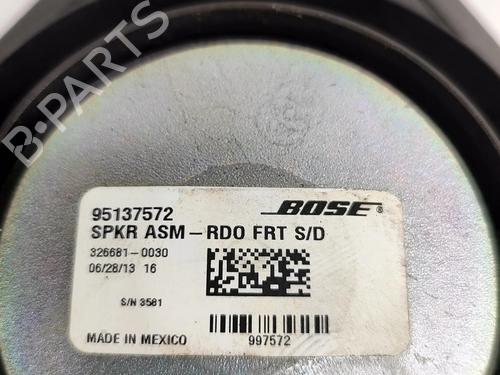 B-PARTS
95137572
BOSE
SPKR ASM - RDO FRT S/D
326681-0030
06/28/13 16
S/N 3581
MADE IN MEXICO
997572